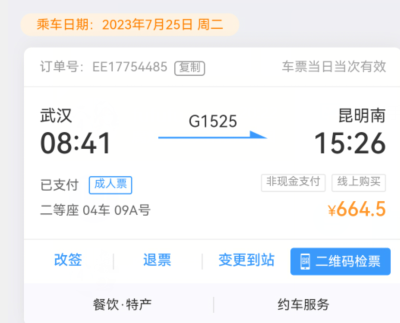 乘车日期：2023年7月25日 周二
订单号：EE17754485 复制 车票当日当次有效
武汉 G1525 昆明南
08:41 15:26
已支付 成人票 非现金支付 线上购买
二等座 04车 09A号 ¥664.5
改签 退票 变更到站 二维码检票
餐饮·特产 约车服务